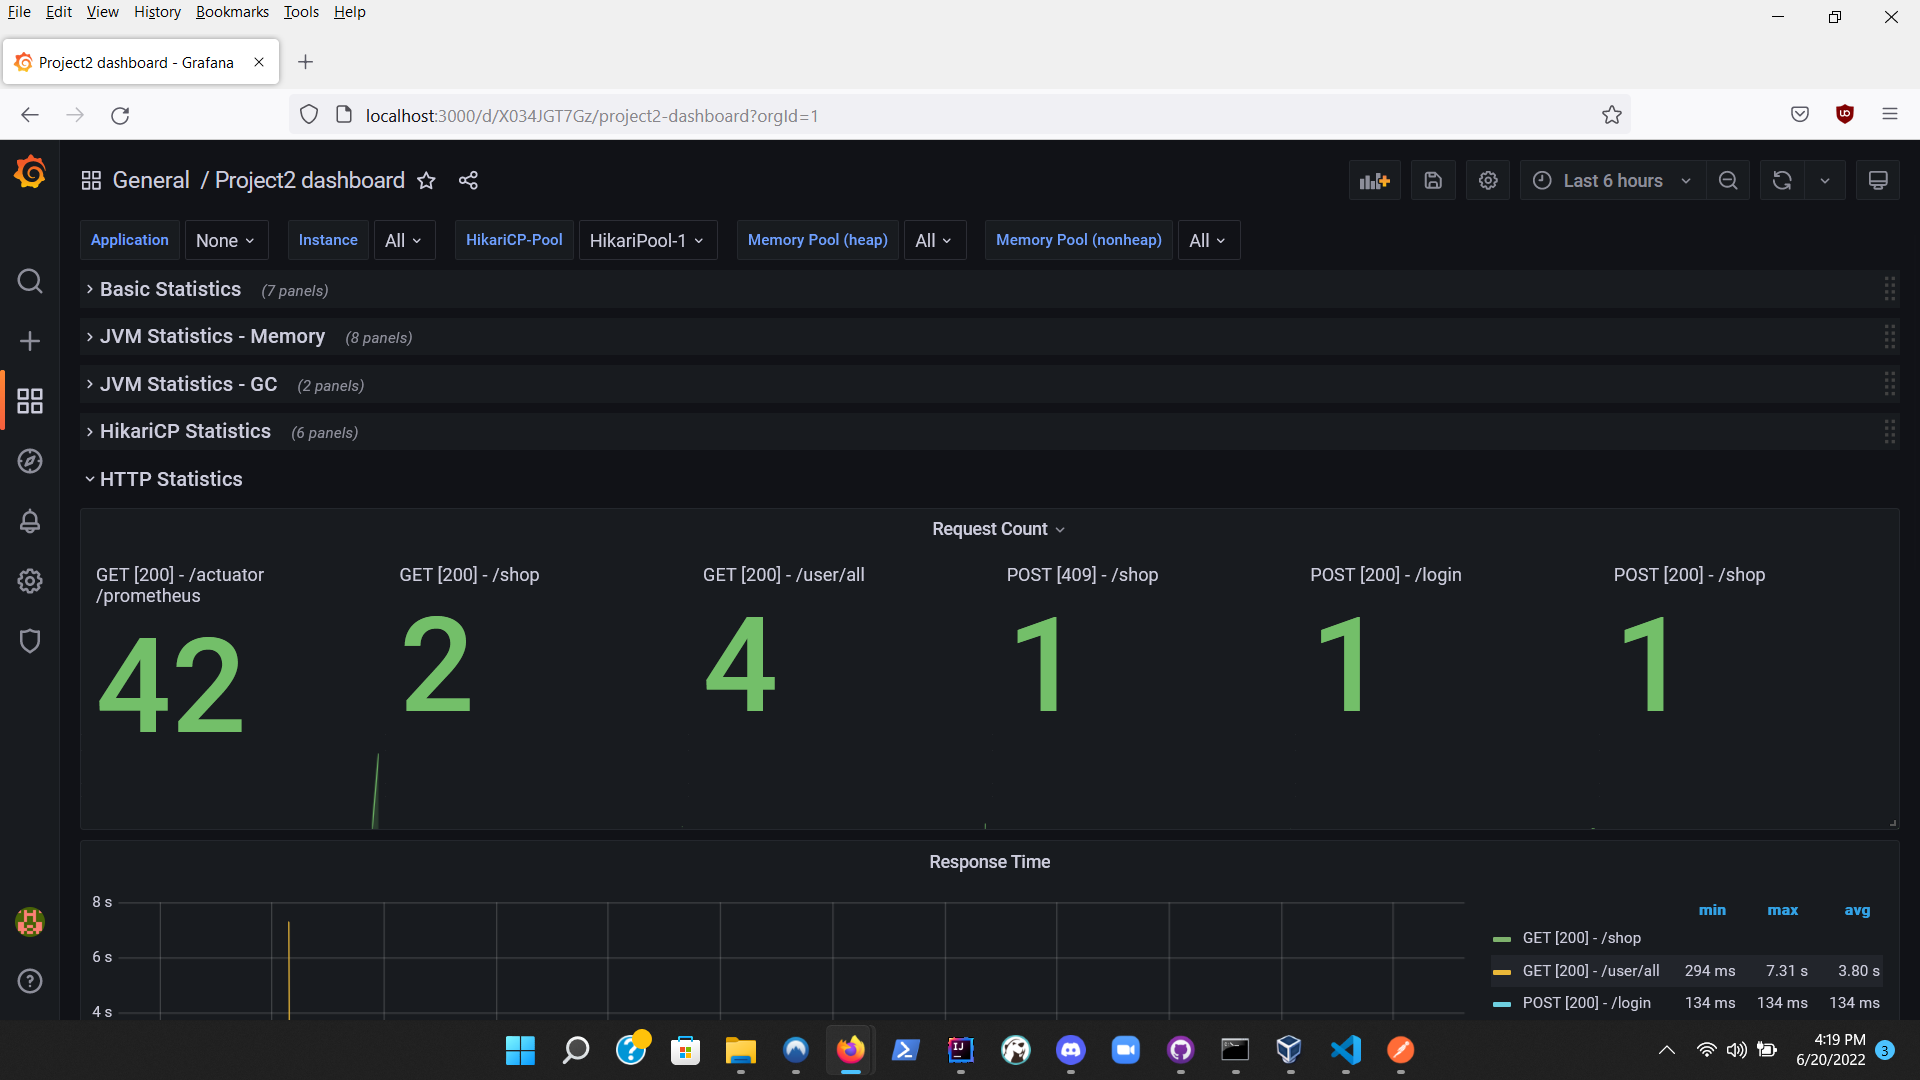 File Edit View History Bookmarks Tools Help
Project2 dashboard - Grafana
localhost:3000/d/X034JGT7Gz/project2-dashboard?orgId=1
General / Project2 dashboard
Last 6 hours
Application None Instance All HikariCP-Pool HikariPool-1 Memory Pool (heap) All Memory Pool (nonheap) All
Basic Statistics (7 panels)
JVM Statistics - Memory (8 panels)
JVM Statistics - GC (2 panels)
HikariCP Statistics (6 panels)
HTTP Statistics
Request Count
GET [200] - /actuator
/prometheus
42
GET [200] - /shop
2
GET [200] - /user/all
4
POST [409] - /shop
1
POST [200] - /login
1
POST [200] - /shop
1
Response Time
8 s
6 s
4 s
min max avg
GET [200] - /shop
GET [200] - /user/all 294 ms 7.31 s 3.80 s
POST [200] - /login 134 ms 134 ms 134 ms
4:19 PM
6/20/2022
3